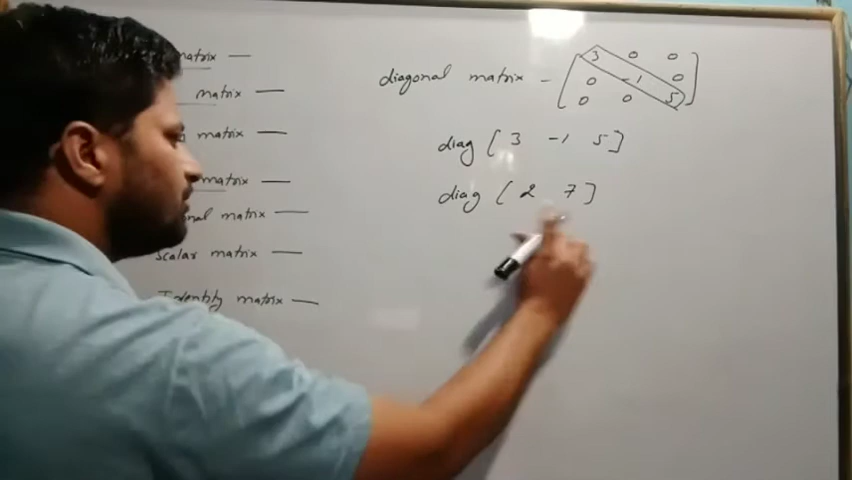 matrix —
matrix —
matrix —
matrix —
matrix —
Scalar matrix —
Identity matrix —
diagonal matrix - [ 3 0 0
0 -1 0
0 0 5 ]
diag [ 3 -1 5 ]
diag [ 2 7 ]